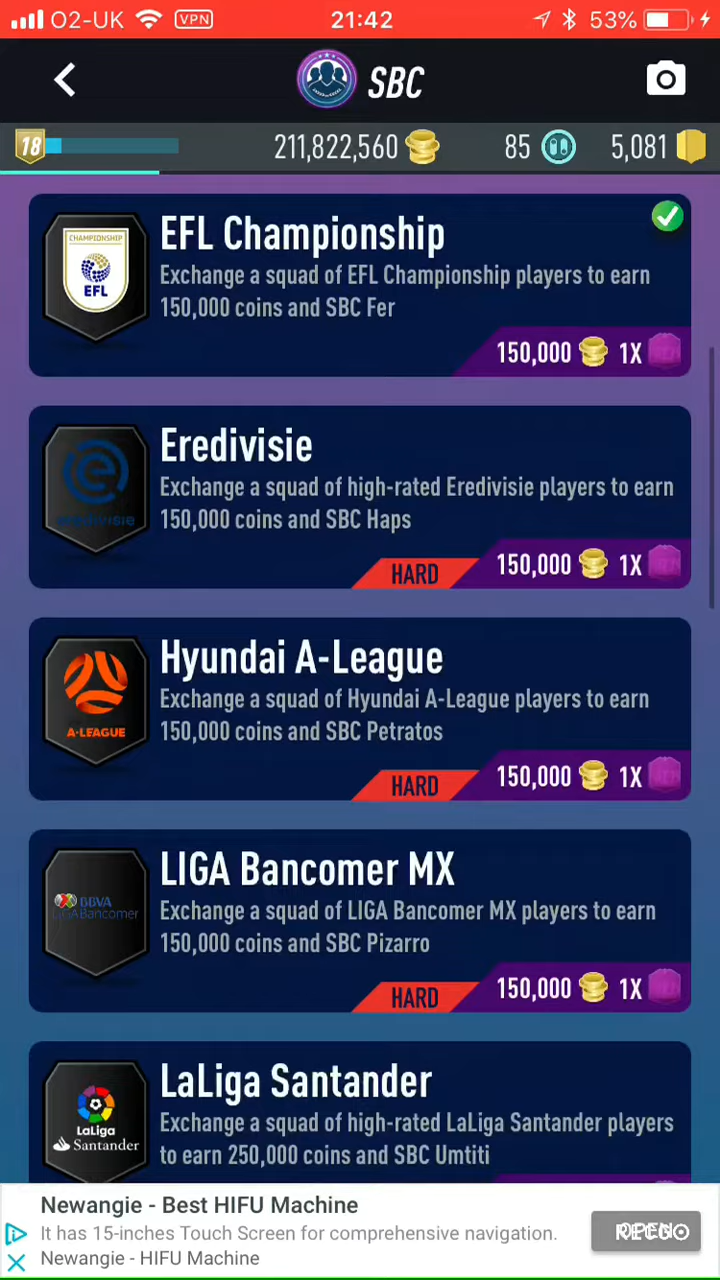 O2-UK VPN 21:42 53%
SBC
18 211,822,560 85 5,081
CHAMPIONSHIP
EFL
EFL Championship
Exchange a squad of EFL Championship players to earn
150,000 coins and SBC Fer
150,000 1X
eredivisie
Eredivisie
Exchange a squad of high-rated Eredivisie players to earn
150,000 coins and SBC Haps
HARD 150,000 1X
A-LEAGUE
Hyundai A-League
Exchange a squad of Hyundai A-League players to earn
150,000 coins and SBC Petratos
HARD 150,000 1X
BBVA
LIGA Bancomer
LIGA Bancomer MX
Exchange a squad of LIGA Bancomer MX players to earn
150,000 coins and SBC Pizarro
HARD 150,000 1X
LaLiga
Santander
LaLiga Santander
Exchange a squad of high-rated LaLiga Santander players
to earn 250,000 coins and SBC Umtiti
Newangie - Best HIFU Machine
It has 15-inches Touch Screen for comprehensive navigation.
Newangie - HIFU Machine